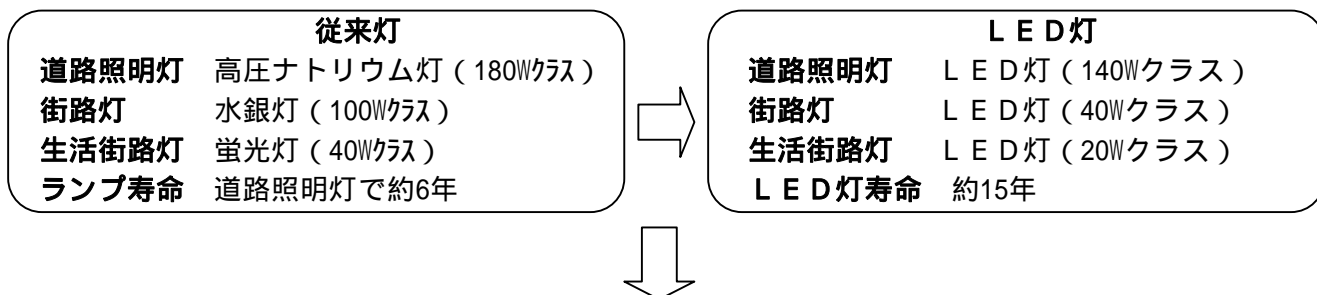 従来灯
道路照明灯 高圧ナトリウム灯（180Wｸﾗｽ）
街路灯 水銀灯（100Wｸﾗｽ）
生活街路灯 蛍光灯（40Wｸﾗｽ）
ランプ寿命 道路照明灯で約6年
ＬＥＤ灯
道路照明灯 ＬＥＤ灯（140Wクラス）
街路灯 ＬＥＤ灯（40Wクラス）
生活街路灯 ＬＥＤ灯（20Wクラス）
ＬＥＤ灯寿命 約15年